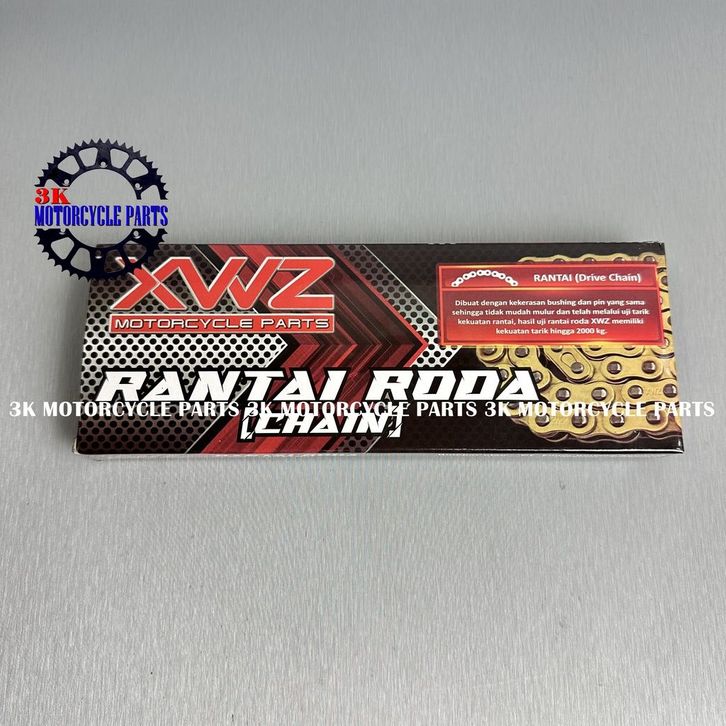 3K
MOTORCYCLE PARTS
XWZ
MOTORCYCLE PARTS
RANTAI (Drive Chain)
Dibuat dengan kekerasan bushing dan pin yang sama
sehingga tidak mudah mulur dan telah melalui uji tarik
kekuatan rantai, hasil uji rantai roda XWZ memiliki
kekuatan tarik hingga 2000 kg.
RANTAI RODA
3K MOTORCYCLE PARTS 3K MOTORCYCLE PARTS 3K MOTORCYCLE PARTS
[CHAIN]